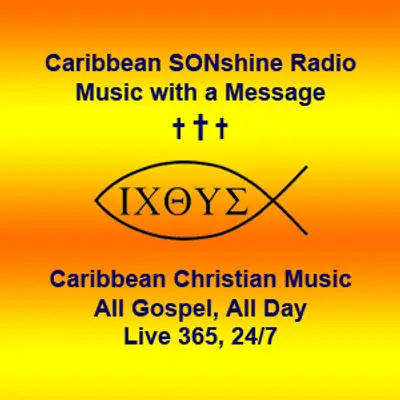 Caribbean SONshine Radio
Music with a Message
ΙΧΘΥΣ
Caribbean Christian Music
All Gospel, All Day
Live 365, 24/7